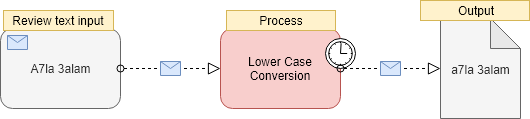 Review text input
A7la 3alam
Process
Lower Case
Conversion
Output
a7la 3alam